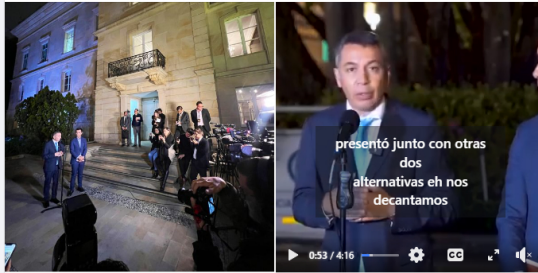 presentó junto con otras
dos
alternativas eh nos
decantamos
0:53 / 4:16
CC